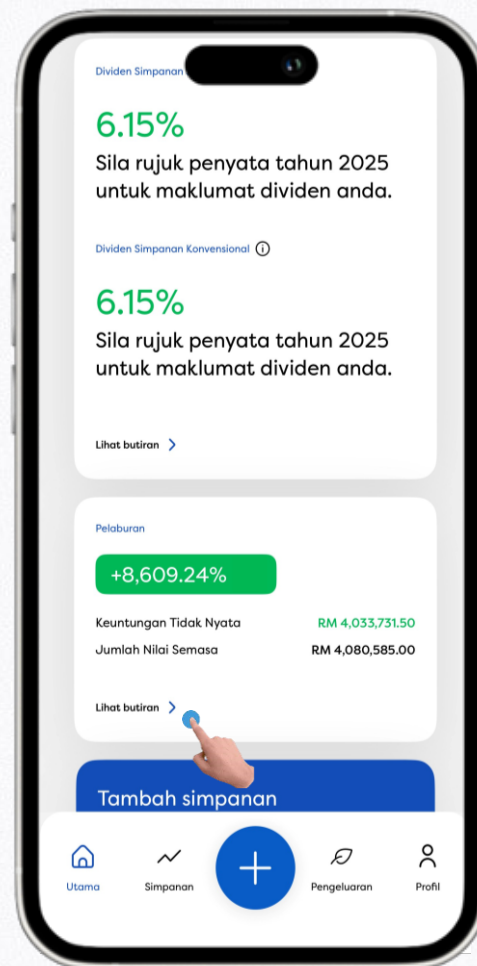 Dividen Simpanan
6.15%
Sila rujuk penyata tahun 2025
untuk maklumat dividen anda.
Dividen Simpanan Konvensional
6.15%
Sila rujuk penyata tahun 2025
untuk maklumat dividen anda.
Lihat butiran
Pelaburan
+8,609.24%
Keuntungan Tidak Nyata RM 4,033,731.50
Jumlah Nilai Semasa RM 4,080,585.00
Lihat butiran
Tambah simpanan
Utama Simpanan Pengeluaran Profil